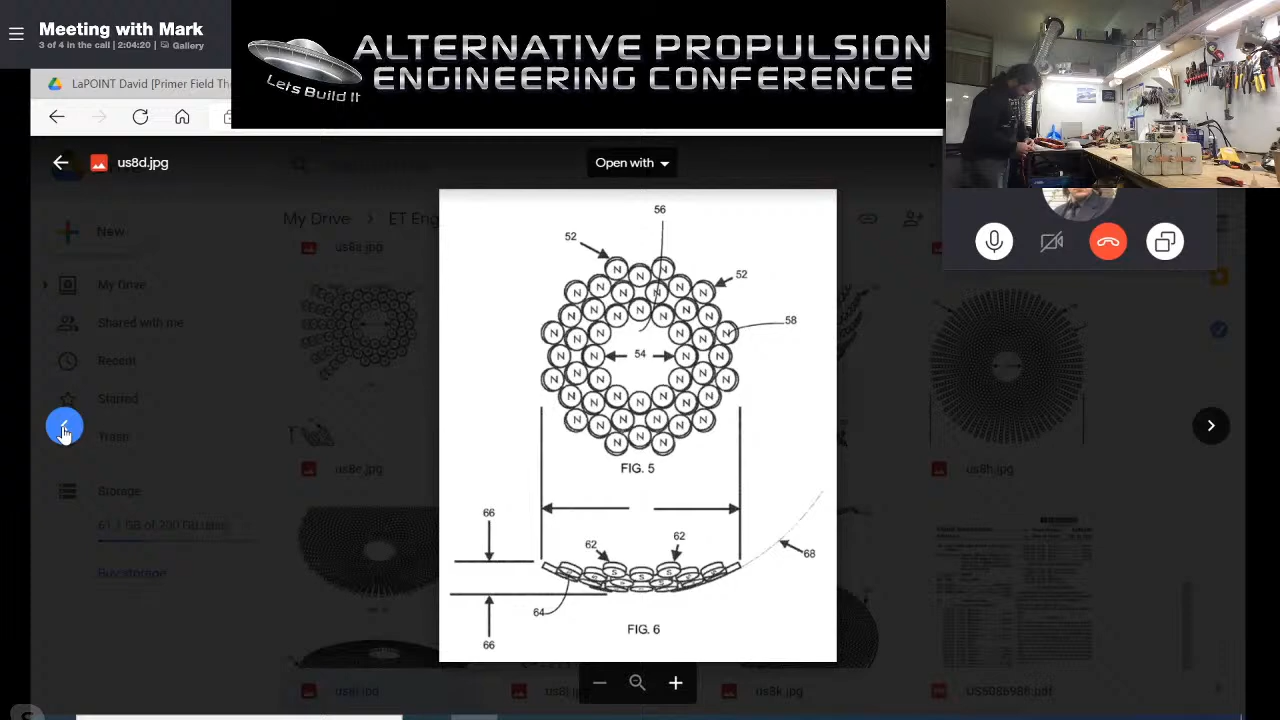 Meeting with Mark
3 of 4 in the call | 2:04:20 | Gallery
Let's Build It
ALTERNATIVE PROPULSION
ENGINEERING CONFERENCE
LaPOINT David [Primer Field Th
us8d.jpg
Open with
New
My Drive
Shared with me
Recent
Starred
Trash
Storage
Buy storage
My Drive
ET Eng
us8a.jpg
us8e.jpg
us8h.jpg
us8i.jpg
us8j.jpg
us8k.jpg
US5086988.pdf
56
52
52
58
54
N N N N N N N N N N N N N N N N N N N N N N N N N N N N N N N N N N N N N N N N N N
FIG. 5
66
62
62
68
S S S S S S S
64
66
FIG. 6